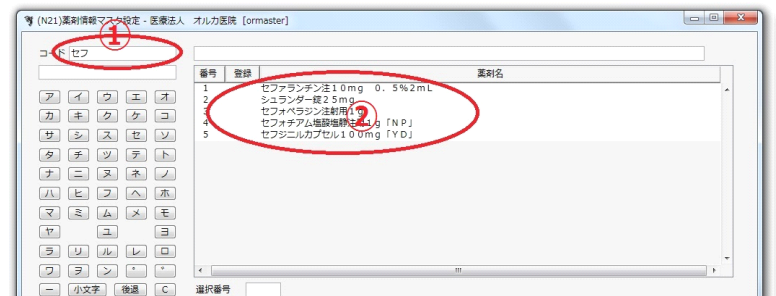 (N21)薬剤情報マスタ設定 - 医療法人 オルカ医院 [ormaster]
①
コード セフ
番号 登録 薬剤名
1 セファランチン注10mg 0.5%2mL
2 シュランダー錠25mg
3 セフォペラジン注射用1g
4 セフォチアム塩酸塩静注用1g「NP」
5 セフジニルカプセル100mg「YD」
②
ア イ ウ エ オ
カ キ ク ケ コ
サ シ ス セ ソ
タ チ ツ テ ト
ナ ニ ヌ ネ ノ
ハ ヒ フ ヘ ホ
マ ミ ム メ モ
ヤ ユ ヨ
ラ リ ル レ ロ
ワ ヲ ン ゛ ゜
ー 小文字 後退 C
選択番号